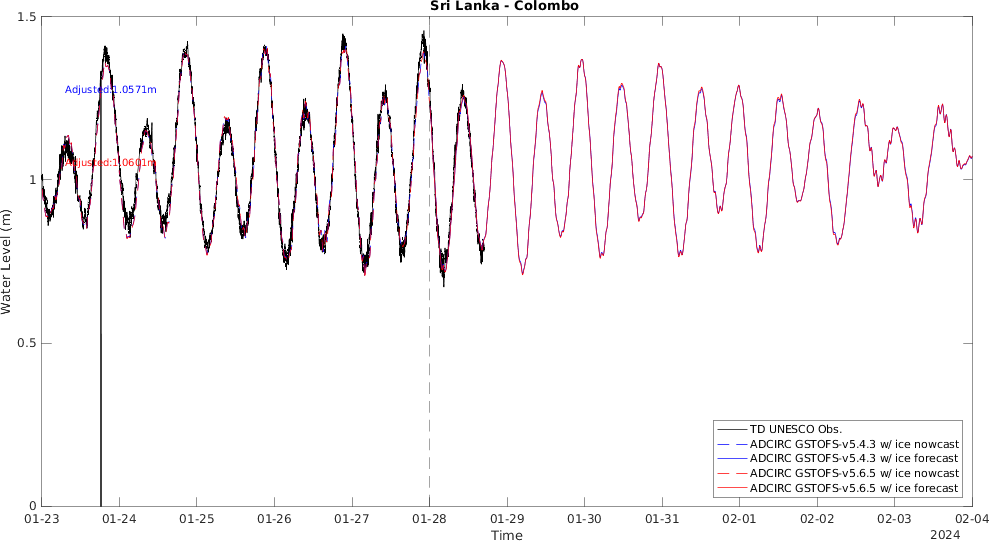 Sri Lanka - Colombo
1.5
1
0.5
0
Water Level (m)
Adjusted:1.0571m
Adjusted:1.0601m
TD UNESCO Obs.
ADCIRC GSTOFS-v5.4.3 w/ ice nowcast
ADCIRC GSTOFS-v5.4.3 w/ ice forecast
ADCIRC GSTOFS-v5.6.5 w/ ice nowcast
ADCIRC GSTOFS-v5.6.5 w/ ice forecast
01-23 01-24 01-25 01-26 01-27 01-28 01-29 01-30 01-31 02-01 02-02 02-03 02-04
Time
2024